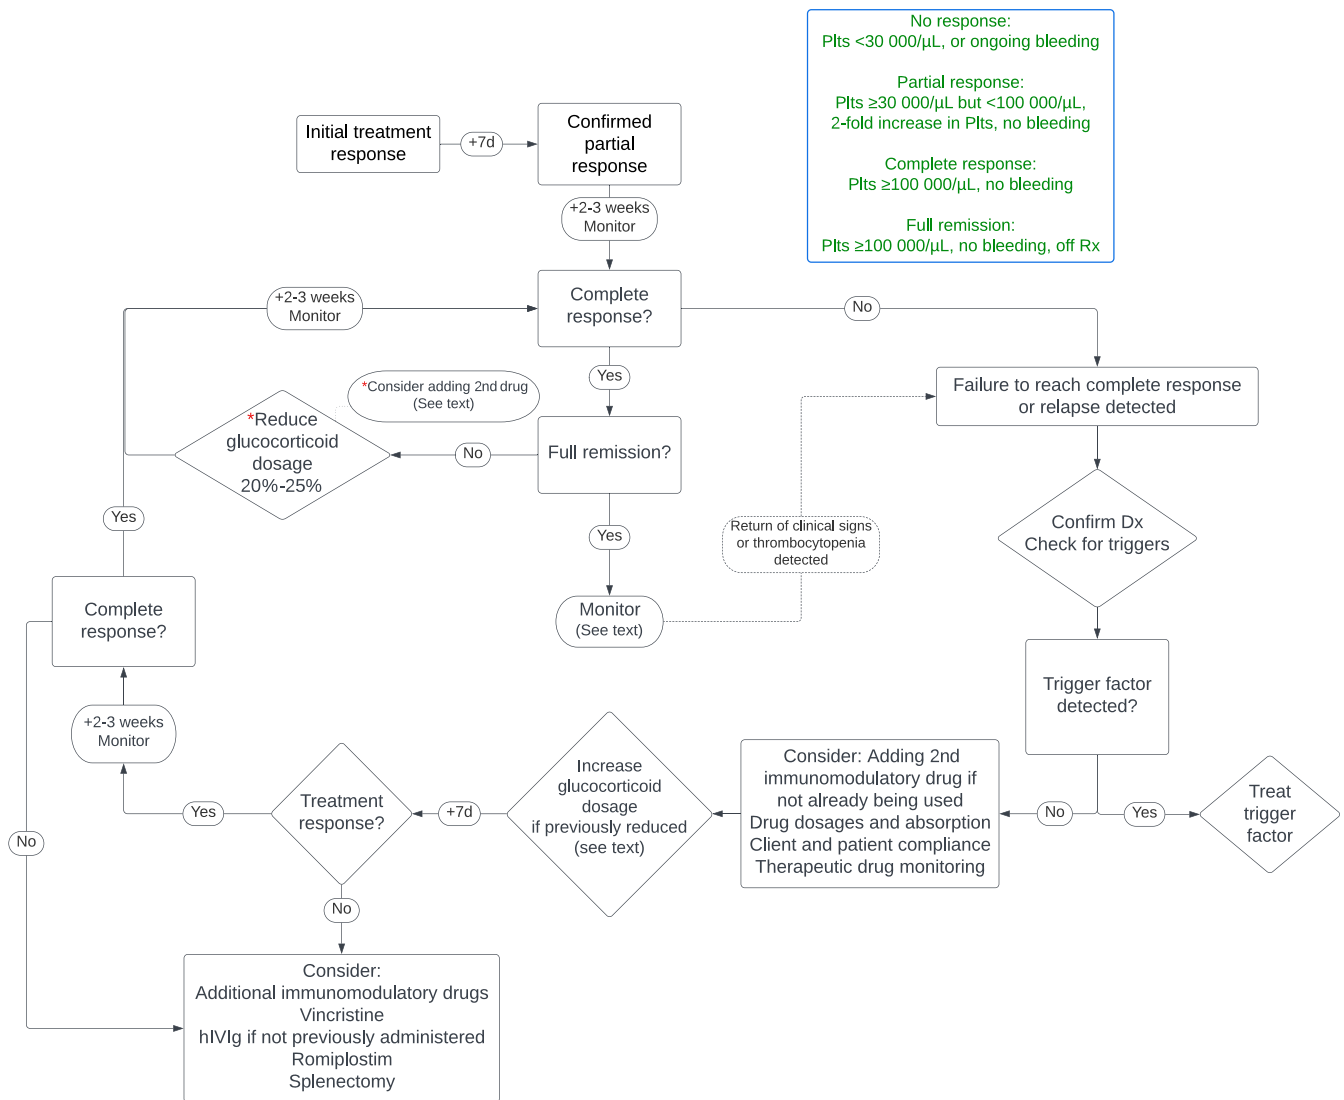 No response:
Plts <30 000/µL, or ongoing bleeding
Partial response:
Plts ≥30 000/µL but <100 000/µL,
2-fold increase in Plts, no bleeding
Complete response:
Plts ≥100 000/µL, no bleeding
Full remission:
Plts ≥100 000/µL, no bleeding, off Rx
Initial treatment
response
+7d
Confirmed
partial
response
+2-3 weeks
Monitor
+2-3 weeks
Monitor
Complete
response?
No
Yes
*Consider adding 2nd drug
(See text)
*Reduce
glucocorticoid
dosage
20%-25%
No
Full remission?
Failure to reach complete response
or relapse detected
Yes
Yes
Return of clinical signs
or thrombocytopenia
detected
Confirm Dx
Check for triggers
Complete
response?
Monitor
(See text)
Trigger factor
detected?
+2-3 weeks
Monitor
No
Yes
Treatment
response?
+7d
Increase
glucocorticoid
dosage
if previously reduced
(see text)
Consider: Adding 2nd
immunomodulatory drug if
not already being used
Drug dosages and absorption
Client and patient compliance
Therapeutic drug monitoring
No
Yes
Treat
trigger
factor
No
Consider:
Additional immunomodulatory drugs
Vincristine
hIVIg if not previously administered
Romiplostim
Splenectomy